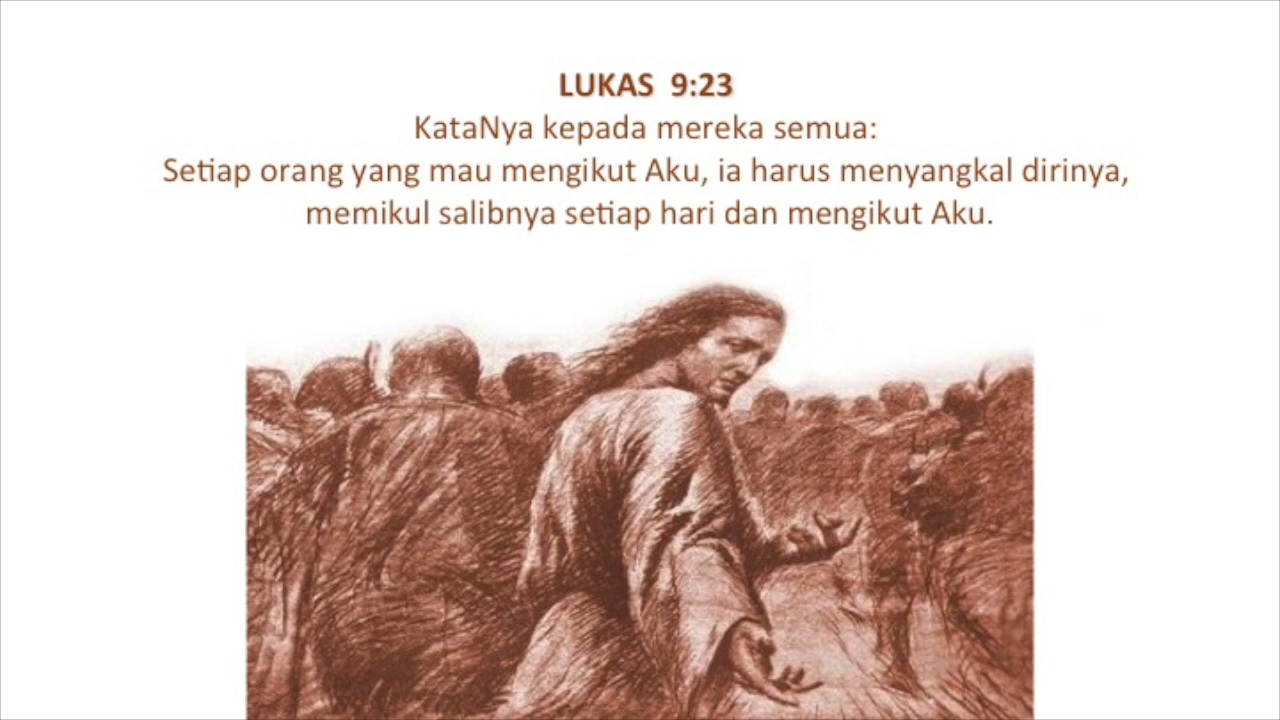 LUKAS 9:23
KataNya kepada mereka semua:
Setiap orang yang mau mengikut Aku, ia harus menyangkal dirinya,
memikul salibnya setiap hari dan mengikut Aku.